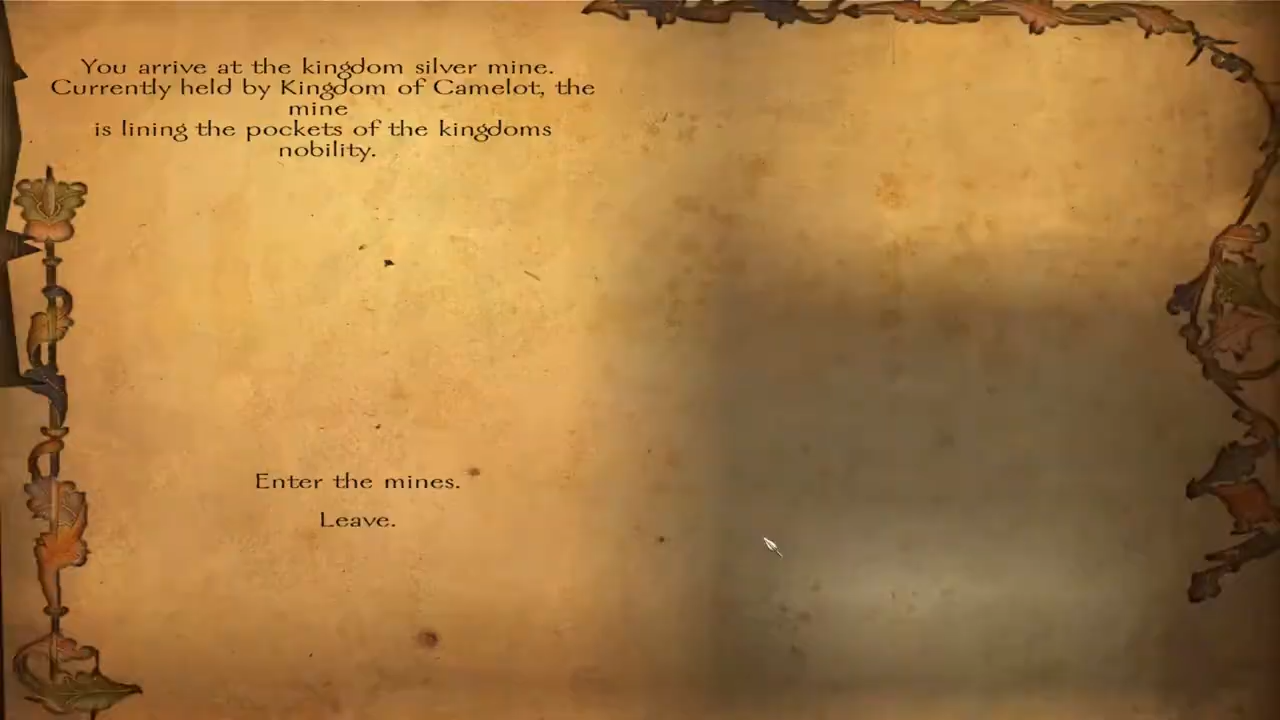 You arrive at the kingdom silver mine.
Currently held by Kingdom of Camelot, the
mine
is lining the pockets of the kingdoms
nobility.
Enter the mines.
Leave.